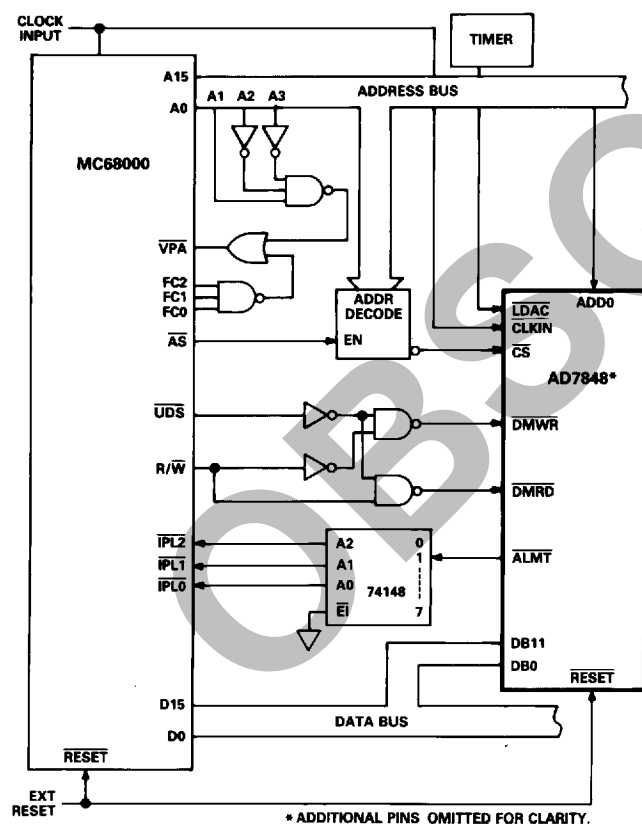 CLOCK
INPUT
TIMER
A15
ADDRESS BUS
A0
A1 A2 A3
MC68000
VPA
FC2
FC1
FC0
AS
ADDR
DECODE
EN
ADD0
LDAC
CLKIN
CS
AD7848*
UDS
DMWR
R/W
DMRD
IPL2
IPL1
IPL0
A2 0
A1 1
A0
74148
EI 7
ALMT
DB11
DB0
RESET
D15
DATA BUS
D0
RESET
EXT
RESET
* ADDITIONAL PINS OMITTED FOR CLARITY.
OBSO